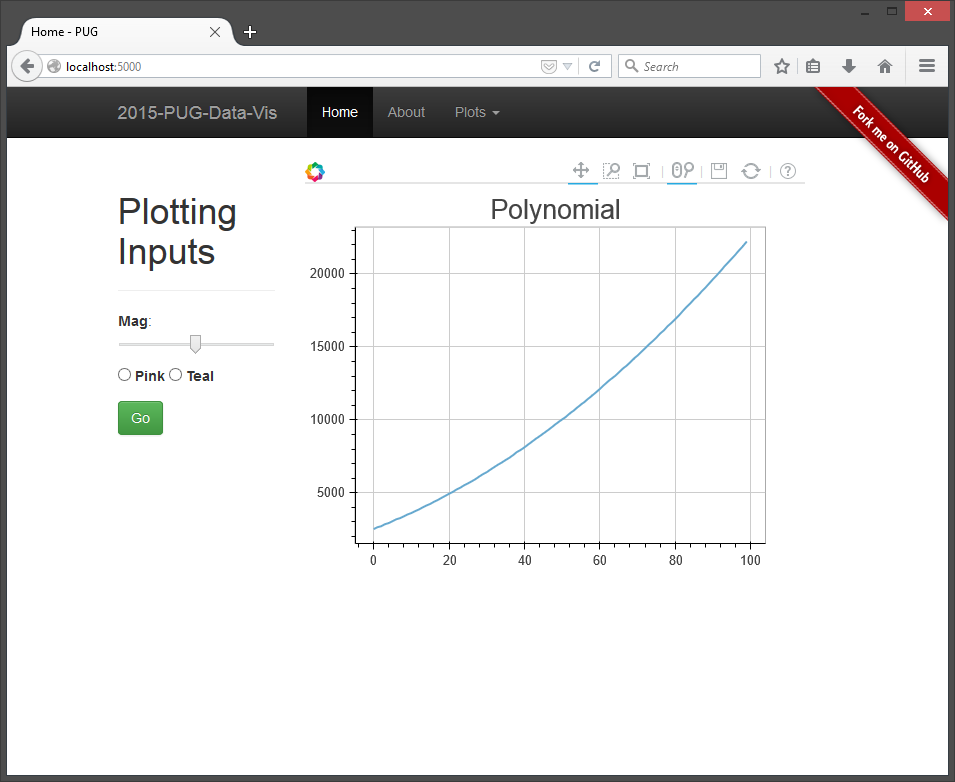 Home - PUG
localhost:5000
Search
2015-PUG-Data-Vis Home About Plots
Fork me on GitHub
Plotting
Inputs
Mag:
Pink Teal
Go
Polynomial
20000
15000
10000
5000
0 20 40 60 80 100